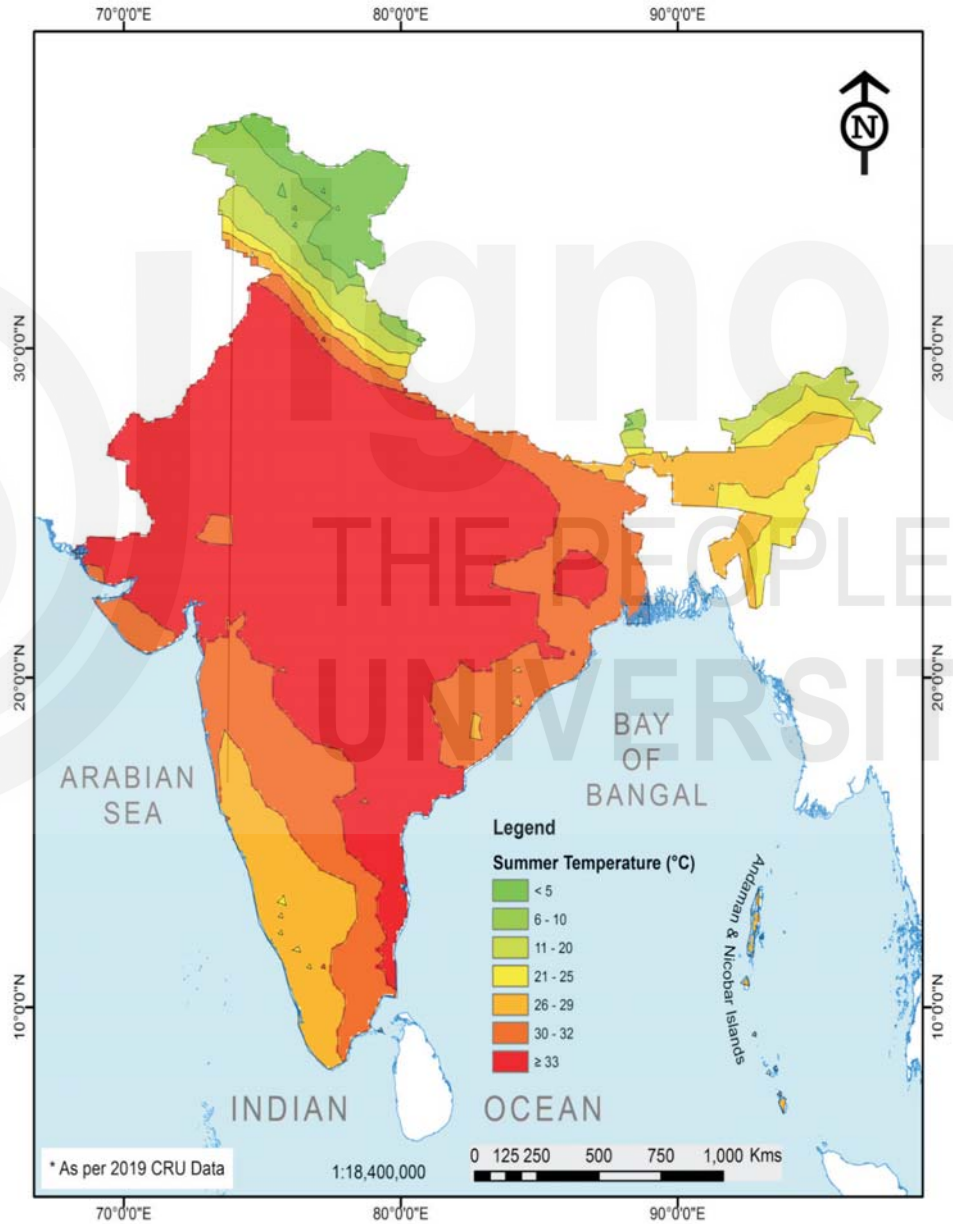 70°0'0"E 80°0'0"E 90°0'0"E
N
ignou
30°0'0"N 30°0'0"N
THE PEOPLE
UNIVERSIT
20°0'0"N 20°0'0"N
ARABIAN
SEA
BAY
OF
BANGAL
Legend
Summer Temperature (°C)
< 5
6 - 10
11 - 20
21 - 25
26 - 29
30 - 32
≥ 33
Andaman & Nicobar Islands
10°0'0"N 10°0'0"N
INDIAN OCEAN
* As per 2019 CRU Data
1:18,400,000
0 125 250 500 750 1,000 Kms
70°0'0"E 80°0'0"E 90°0'0"E